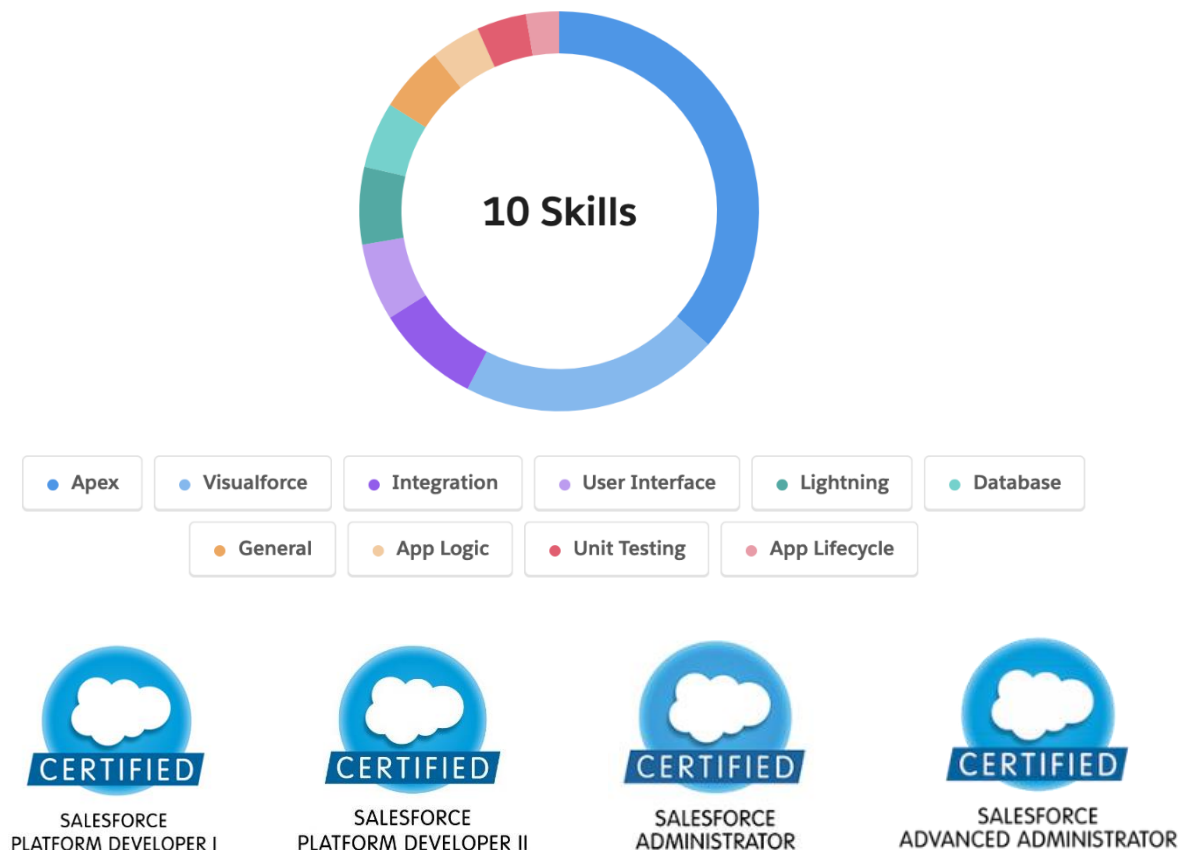 10 Skills
Apex Visualforce Integration User Interface Lightning Database
General App Logic Unit Testing App Lifecycle
CERTIFIED CERTIFIED CERTIFIED CERTIFIED
SALESFORCE SALESFORCE SALESFORCE SALESFORCE
PLATFORM DEVELOPER I PLATFORM DEVELOPER II ADMINISTRATOR ADVANCED ADMINISTRATOR